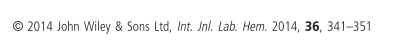 © 2014 John Wiley & Sons Ltd, Int. Jnl. Lab. Hem. 2014, 36, 341–351